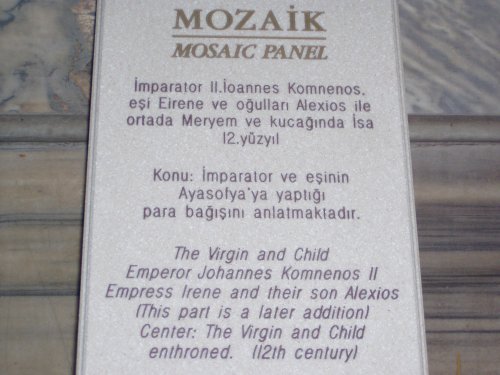 MOZAİK
MOSAIC PANEL
İmparator II.İoannes Komnenos,
eşi Eirene ve oğulları Alexios ile
ortada Meryem ve kucağında İsa
12.yüzyıl
Konu: İmparator ve eşinin
Ayasofya'ya yaptığı
para bağışını anlatmaktadır.
The Virgin and Child
Emperor Johannes Komnenos II
Empress Irene and their son Alexios
(This part is a later addition)
Center: The Virgin and Child
enthroned. (12th century)